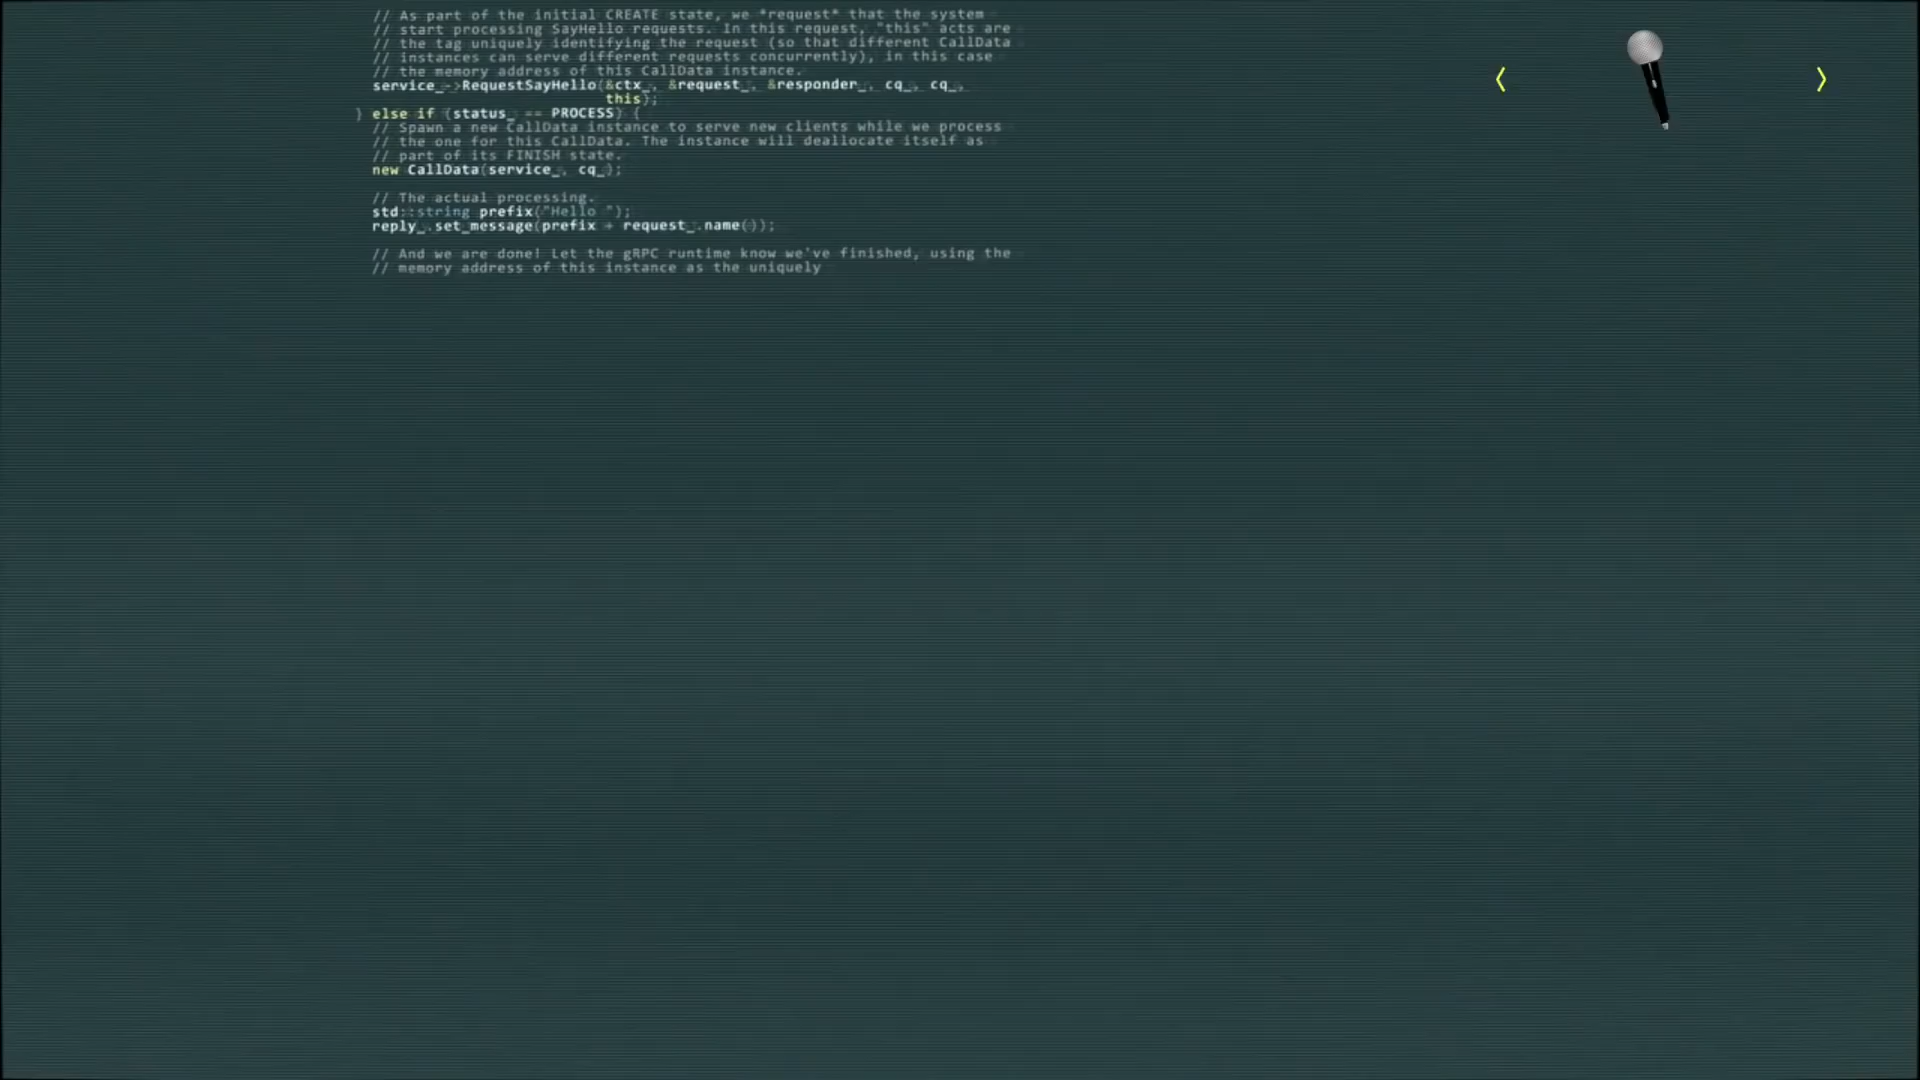 // As part of the initial CREATE state, we *request* that the system
// start processing SayHello requests. In this request, "this" acts are
// the tag uniquely identifying the request (so that different CallData
// instances can serve different requests concurrently), in this case
// the memory address of this CallData instance.
service_->RequestSayHello(&ctx_, &request_, &responder_, cq_, cq_,
this);
} else if (status_ == PROCESS) {
// Spawn a new CallData instance to serve new clients while we process
// the one for this CallData. The instance will deallocate itself as
// part of its FINISH state.
new CallData(service_, cq_);
// The actual processing.
std::string prefix("Hello ");
reply_.set_message(prefix + request_.name());
// And we are done! Let the gRPC runtime know we've finished, using the
// memory address of this instance as the uniquely